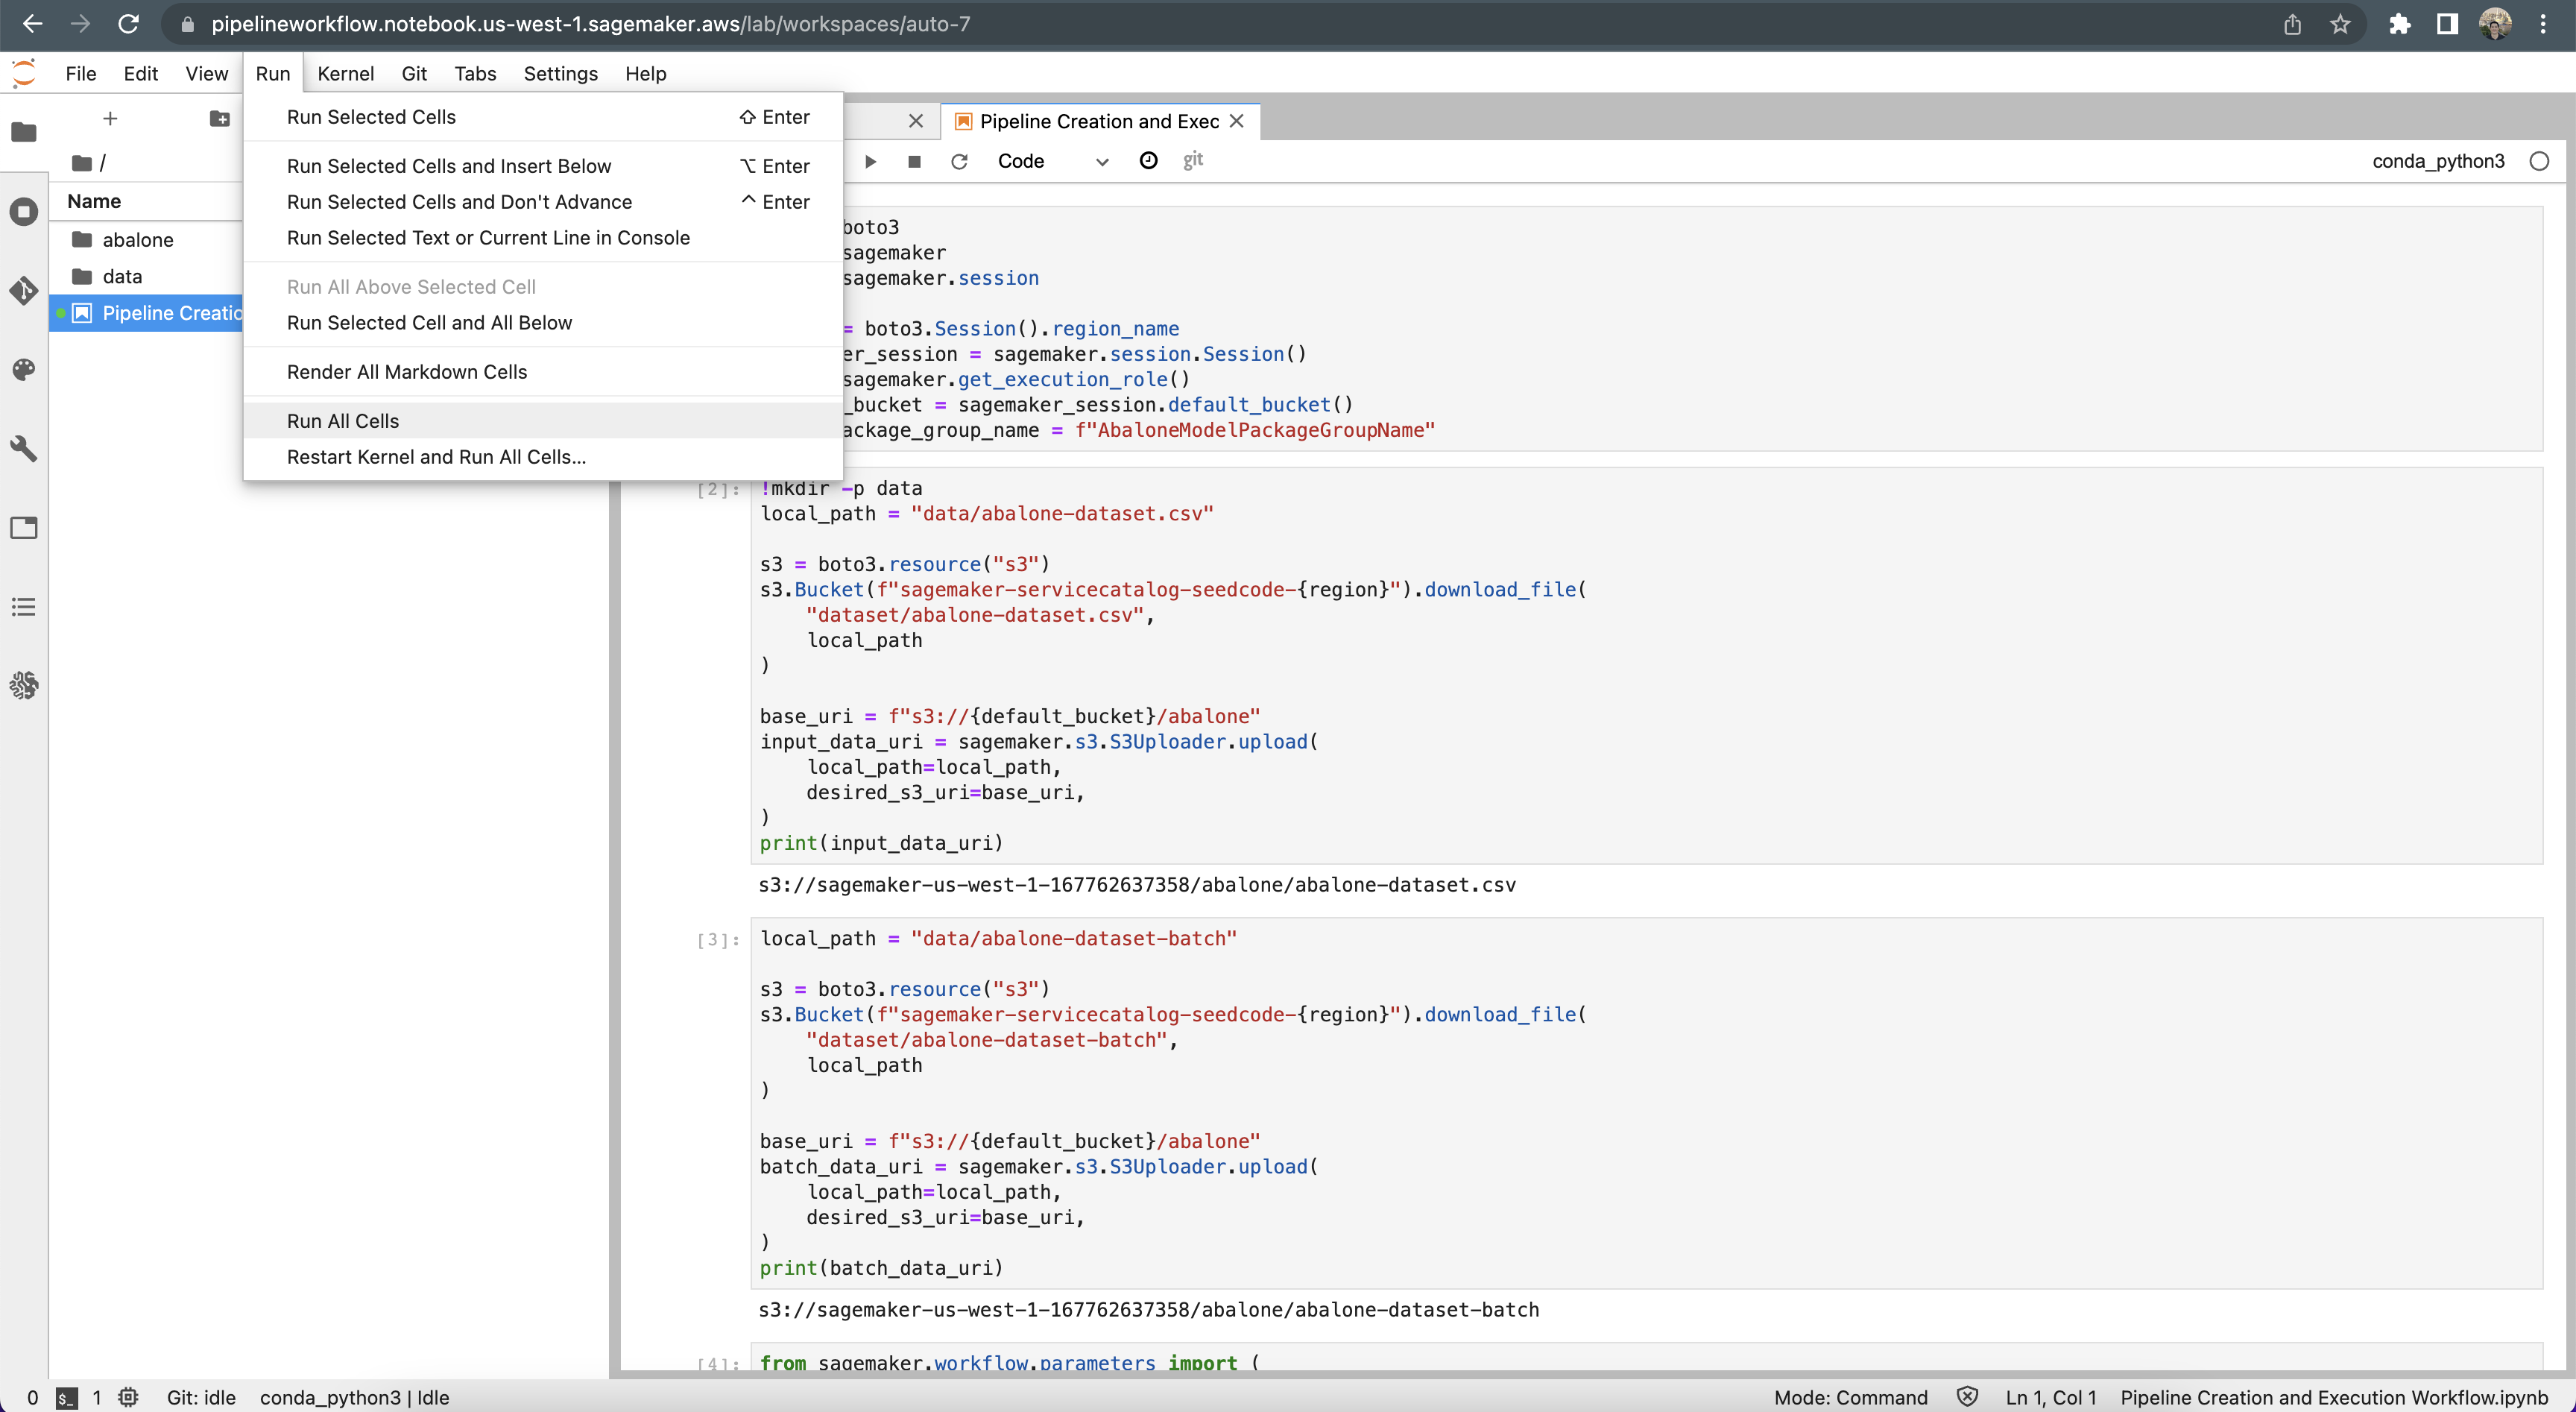 pipelineworkflow.notebook.us-west-1.sagemaker.aws/lab/workspaces/auto-7
File Edit View Run Kernel Git Tabs Settings Help
Run Selected Cells ⇧ Enter
Run Selected Cells and Insert Below ⌥ Enter
Run Selected Cells and Don't Advance ^ Enter
Run Selected Text or Current Line in Console
Run All Above Selected Cell
Run Selected Cell and All Below
Render All Markdown Cells
Run All Cells
Restart Kernel and Run All Cells...
+
/
Name
abalone
data
Pipeline Creatio
Pipeline Creation and Exec
Code git conda_python3
boto3
sagemaker
sagemaker.session
= boto3.Session().region_name
er_session = sagemaker.session.Session()
sagemaker.get_execution_role()
_bucket = sagemaker_session.default_bucket()
ackage_group_name = f"AbaloneModelPackageGroupName"
[2]: !mkdir -p data
local_path = "data/abalone-dataset.csv"
s3 = boto3.resource("s3")
s3.Bucket(f"sagemaker-servicecatalog-seedcode-{region}").download_file(
"dataset/abalone-dataset.csv",
local_path
)
base_uri = f"s3://{default_bucket}/abalone"
input_data_uri = sagemaker.s3.S3Uploader.upload(
local_path=local_path,
desired_s3_uri=base_uri,
)
print(input_data_uri)
s3://sagemaker-us-west-1-167762637358/abalone/abalone-dataset.csv
[3]: local_path = "data/abalone-dataset-batch"
s3 = boto3.resource("s3")
s3.Bucket(f"sagemaker-servicecatalog-seedcode-{region}").download_file(
"dataset/abalone-dataset-batch",
local_path
)
base_uri = f"s3://{default_bucket}/abalone"
batch_data_uri = sagemaker.s3.S3Uploader.upload(
local_path=local_path,
desired_s3_uri=base_uri,
)
print(batch_data_uri)
s3://sagemaker-us-west-1-167762637358/abalone/abalone-dataset-batch
[4]: from sagemaker.workflow.parameters import (
0 $_ 1 Git: idle conda_python3 | Idle Mode: Command Ln 1, Col 1 Pipeline Creation and Execution Workflow.ipynb